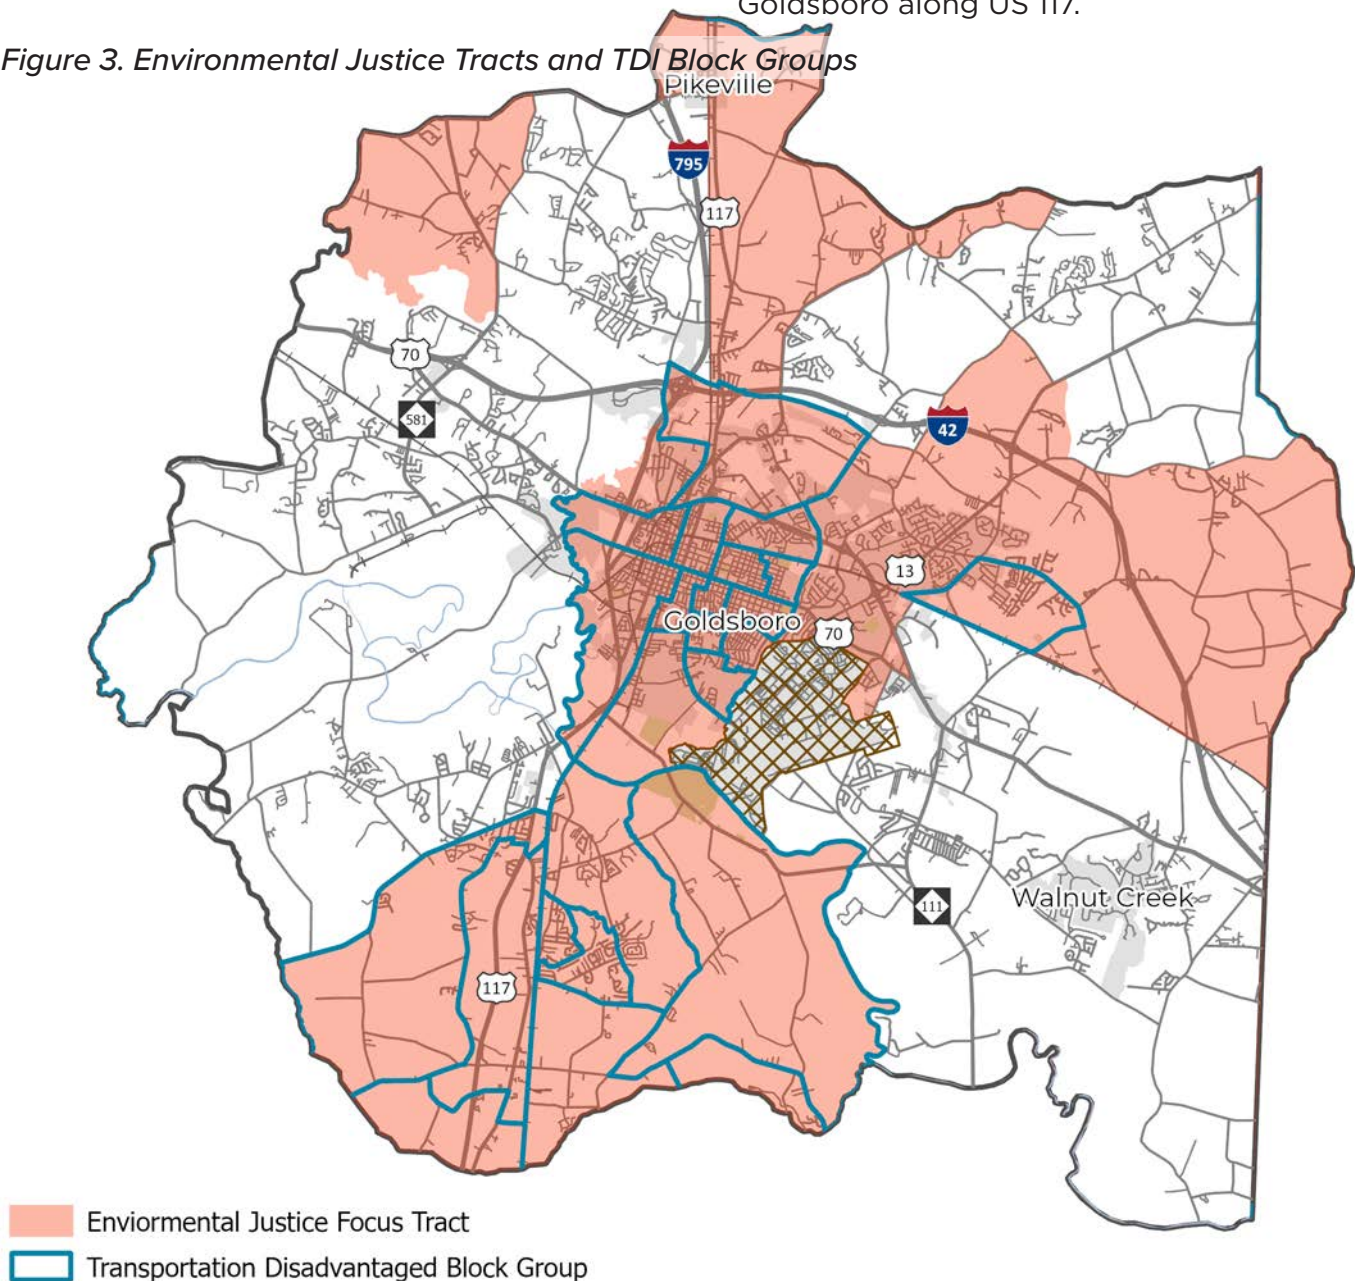 Goldsboro along US 117.
Figure 3. Environmental Justice Tracts and TDI Block Groups
Pikeville
795
117
70
581
42
13
Goldsboro
70
111
Walnut Creek
117
Enviormental Justice Focus Tract
Transportation Disadvantaged Block Group